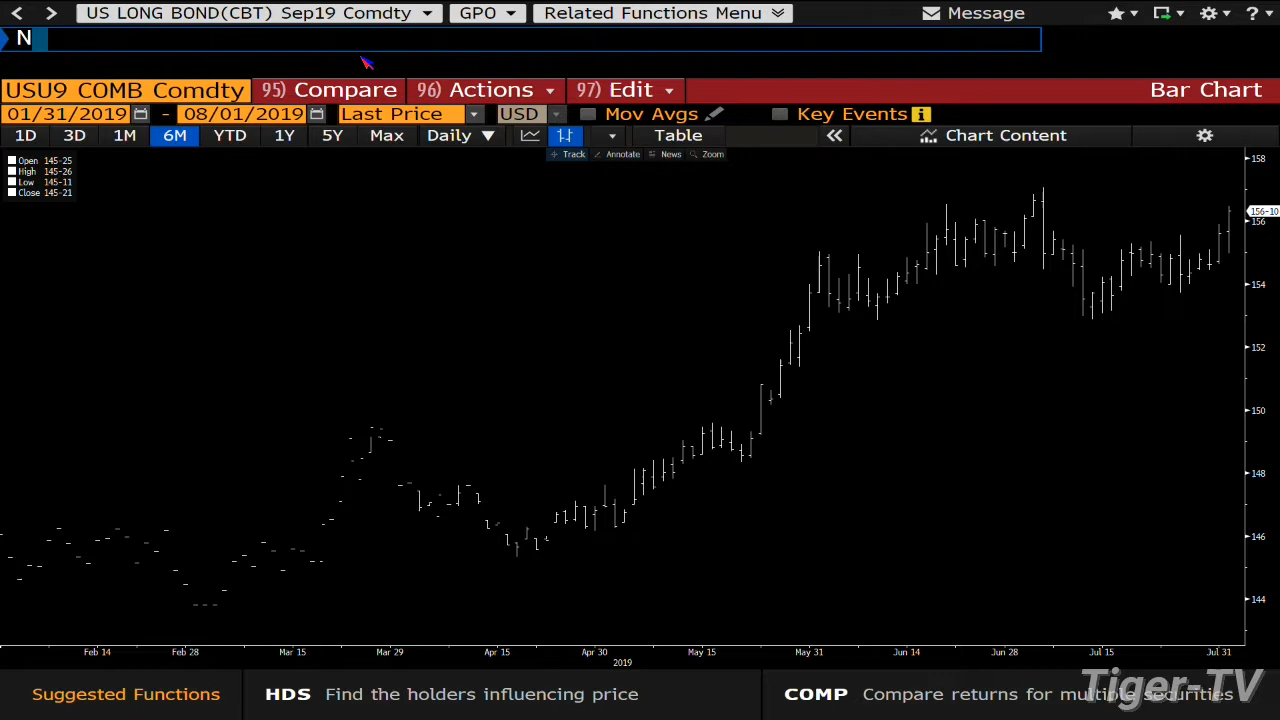 US LONG BOND(CBT) Sep19 Comdty GPO Related Functions Menu Message ?
N
USU9 COMB Comdty 95) Compare 96) Actions 97) Edit Bar Chart
01/31/2019 - 08/01/2019 Last Price USD Mov Avgs Key Events i
1D 3D 1M 6M YTD 1Y 5Y Max Daily Table Chart Content
Track Annotate News Zoom
Open 145-25
High 145-26
Low 145-11
Close 145-21
158
156-10
156
154
152
150
148
146
144
Feb 14 Feb 28 Mar 15 Mar 29 Apr 15 Apr 30 May 15 May 31 Jun 14 Jun 28 Jul 15 Jul 31
2019
Suggested Functions HDS Find the holders influencing price COMP Compare returns for multiple securities
Tiger-TV